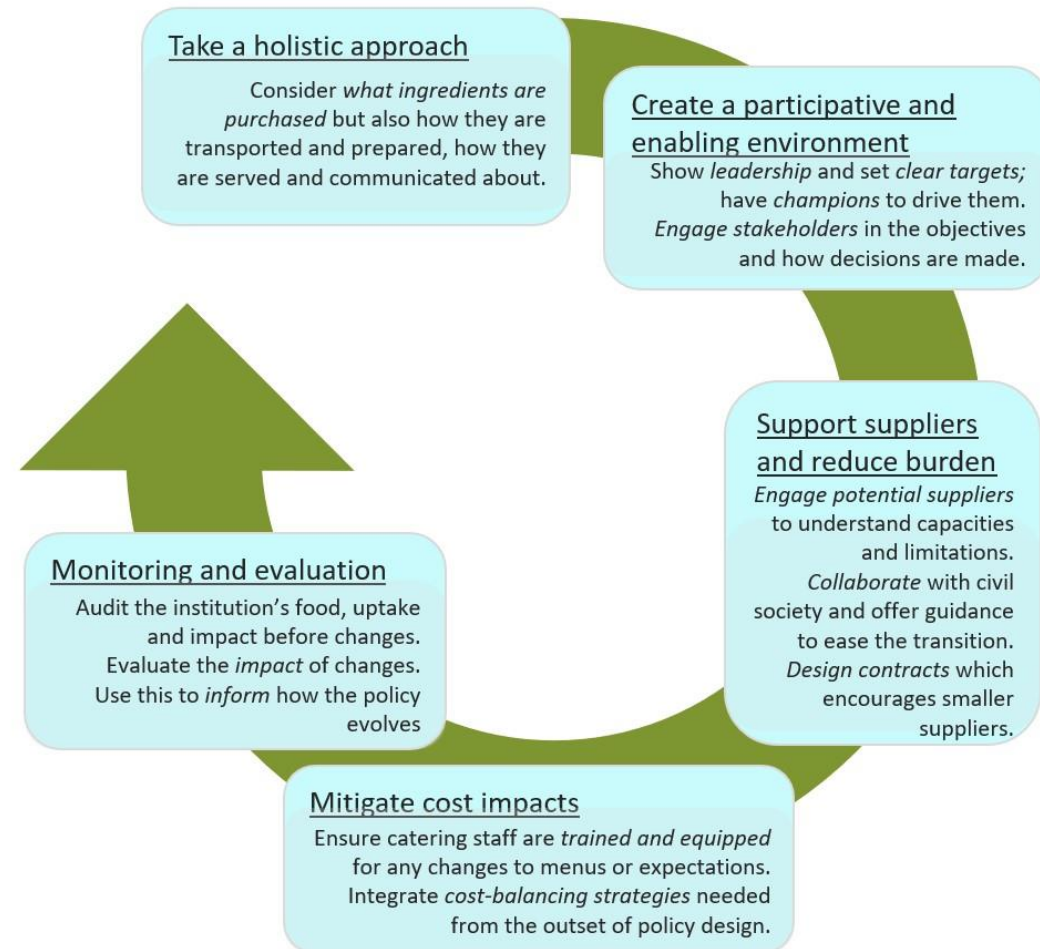 Take a holistic approach
Consider what ingredients are
purchased but also how they are
transported and prepared, how they
are served and communicated about.
Create a participative and
enabling environment
Show leadership and set clear targets;
have champions to drive them.
Engage stakeholders in the objectives
and how decisions are made.
Support suppliers
and reduce burden
Engage potential suppliers
to understand capacities
and limitations.
Collaborate with civil
society and offer guidance
to ease the transition.
Design contracts which
encourages smaller
suppliers.
Mitigate cost impacts
Ensure catering staff are trained and equipped
for any changes to menus or expectations.
Integrate cost-balancing strategies needed
from the outset of policy design.
Monitoring and evaluation
Audit the institution’s food, uptake
and impact before changes.
Evaluate the impact of changes.
Use this to inform how the policy
evolves